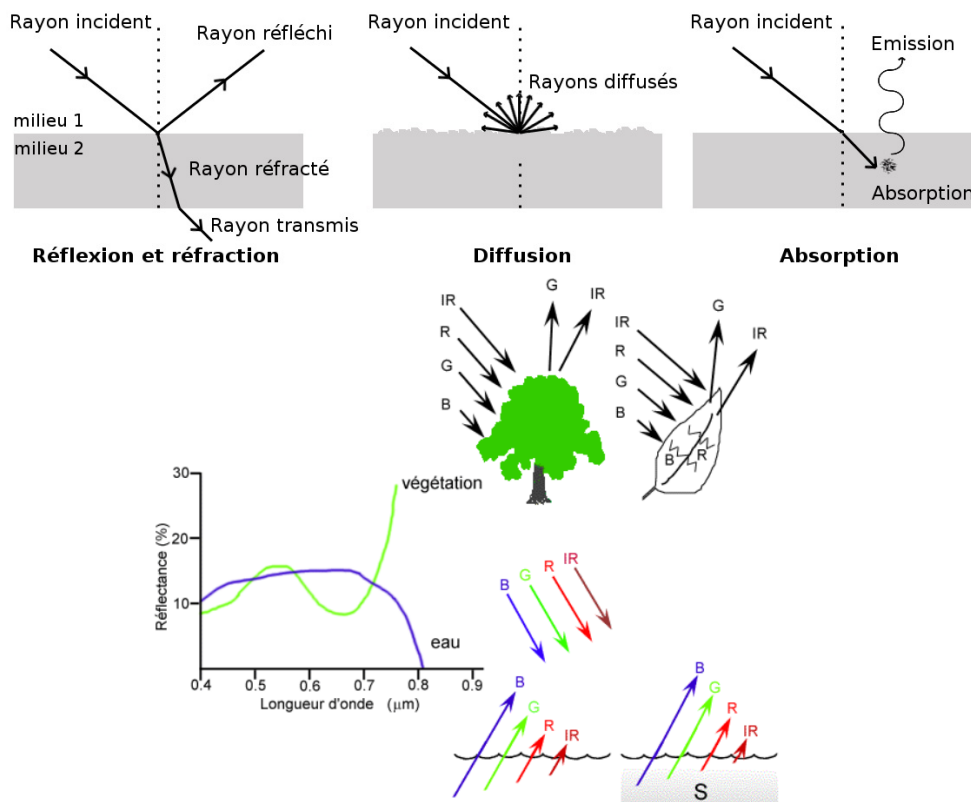 Rayon incident
Rayon réfléchi
milieu 1
milieu 2
Rayon réfracté
Rayon transmis
Réflexion et réfraction
Rayon incident
Rayons diffusés
Diffusion
Rayon incident
Emission
Absorption
Absorption
IR
R
G
B
G
IR
IR
R
G
B
G
IR
B
R
Réflectance (%)
30
20
10
végétation
eau
0.4
0.5
0.6
0.7
0.8
0.9
Longueur d'onde (µm)
B
G
R
IR
B
G
R
IR
B
G
R
IR
S